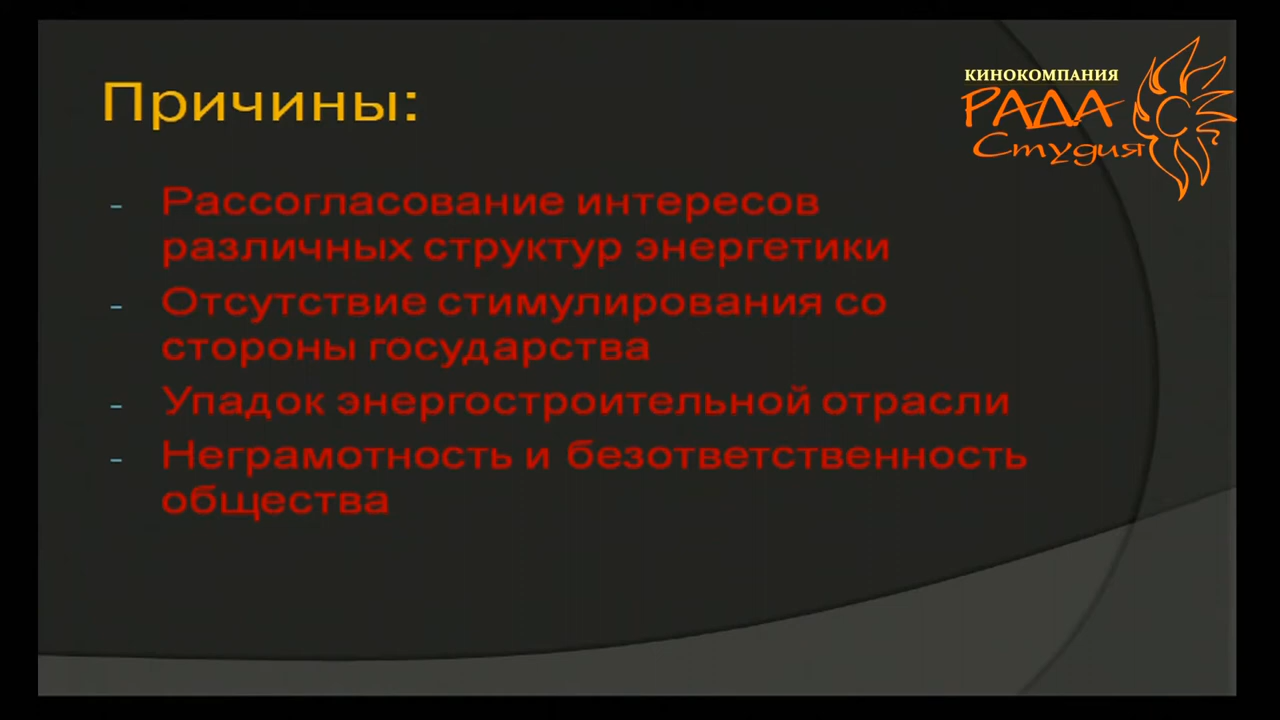 Причины:
КИНОКОМПАНИЯ
РАДА
Студия
- Рассогласование интересов
различных структур энергетики
- Отсутствие стимулирования со
стороны государства
- Упадок энергостроительной отрасли
- Неграмотность и безответственность
общества